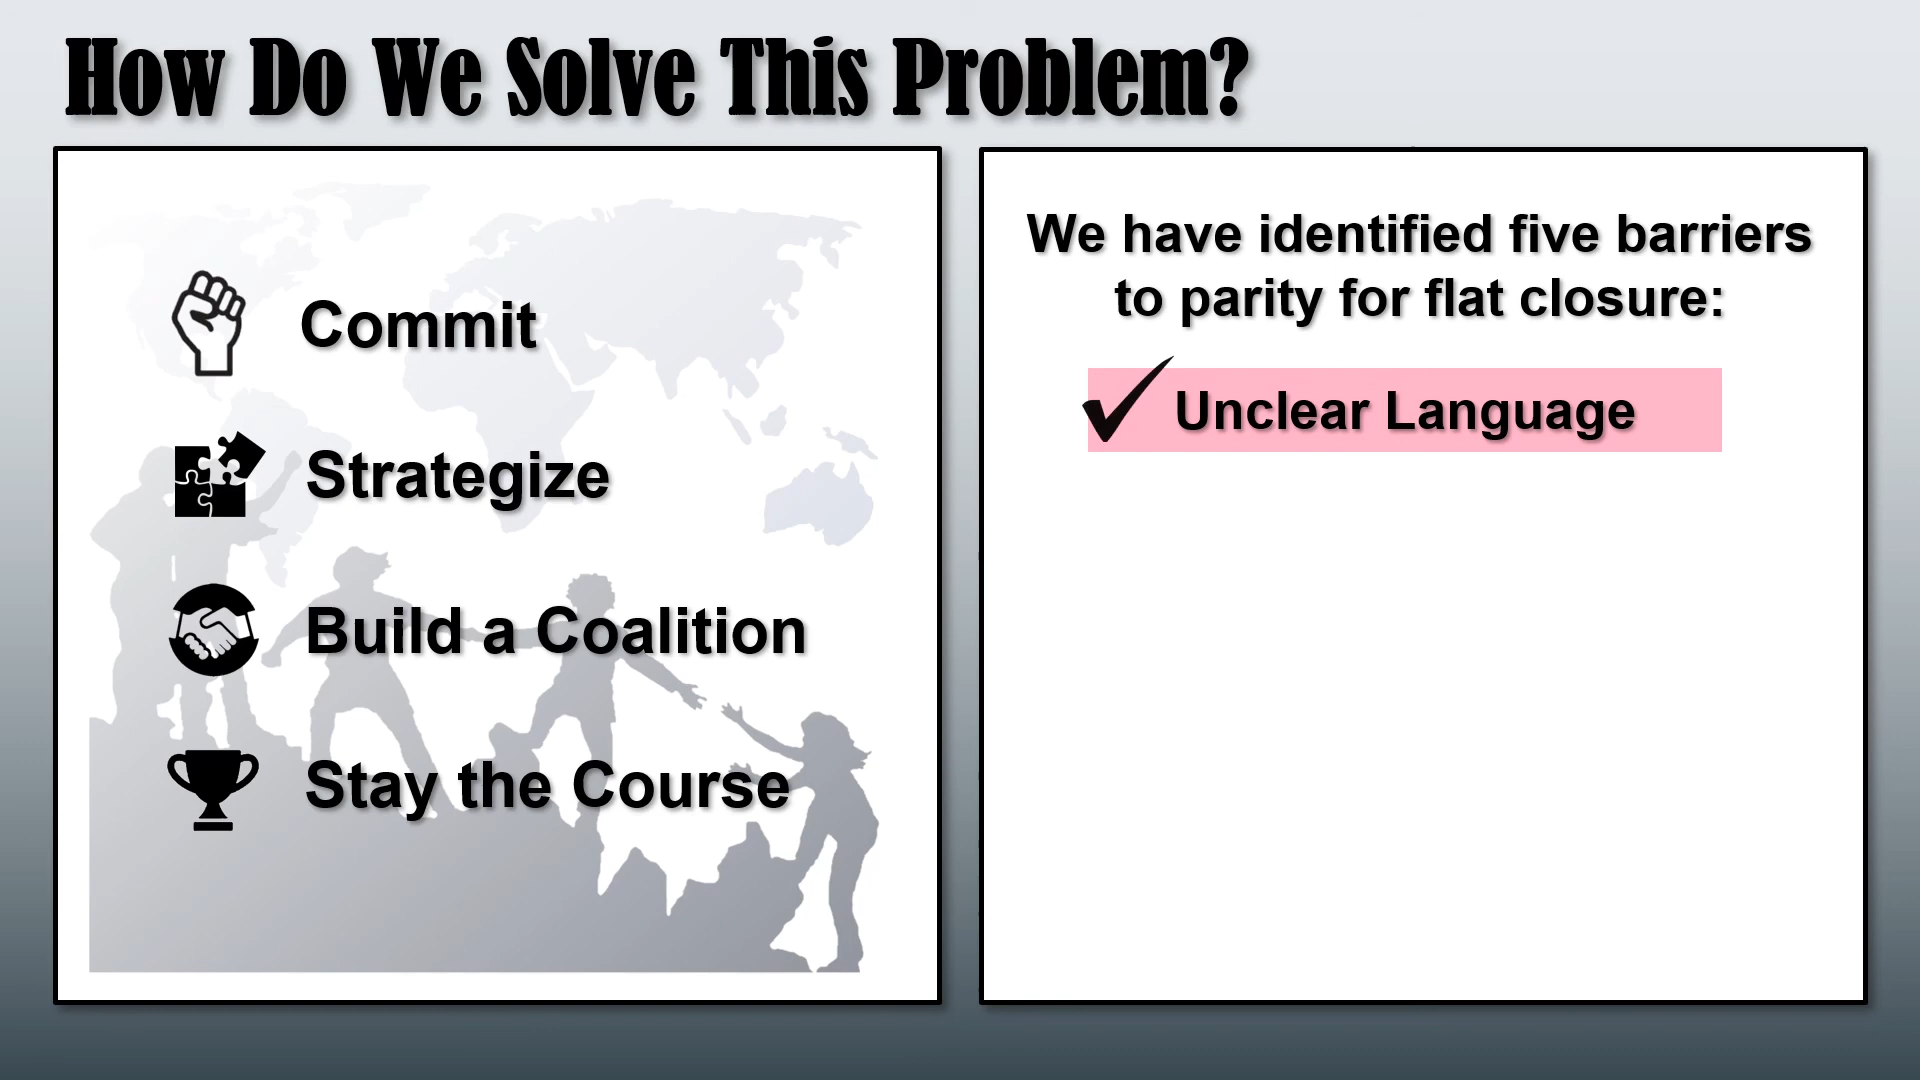 How Do We Solve This Problem?
Commit
Strategize
Build a Coalition
Stay the Course
We have identified five barriers
to parity for flat closure:
Unclear Language